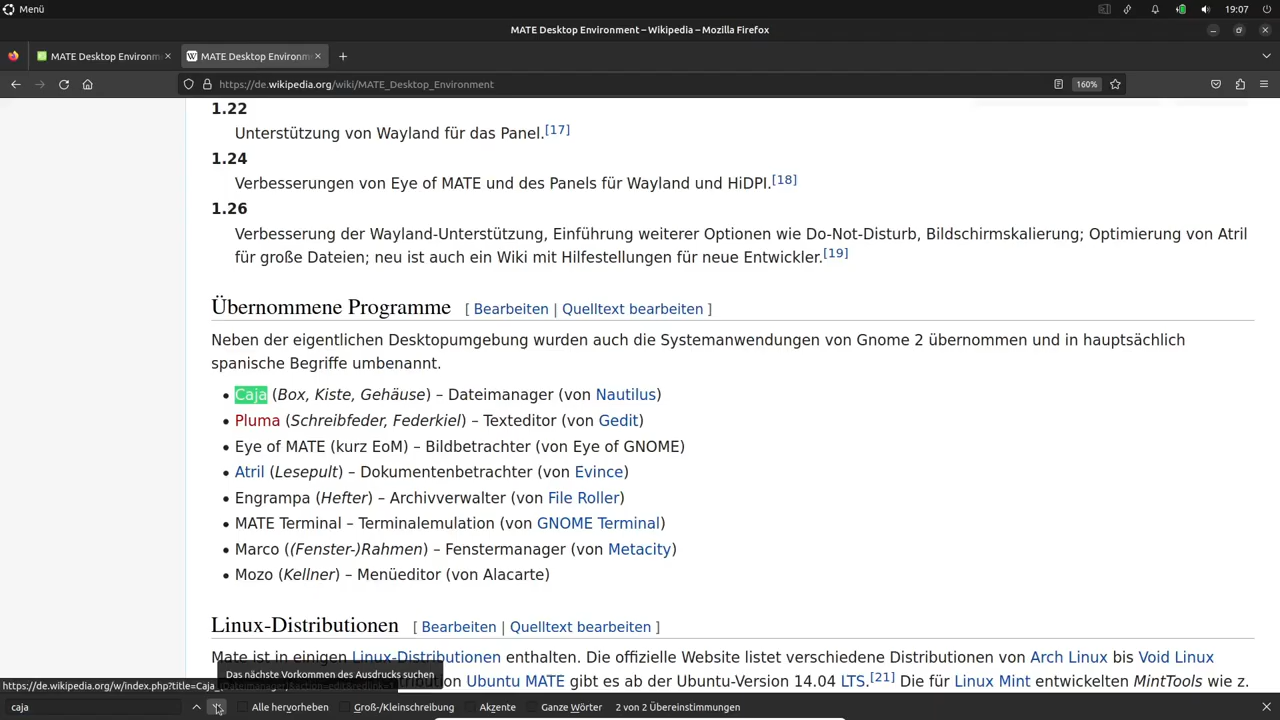 Menü
19:07
MATE Desktop Environment – Wikipedia – Mozilla Firefox
MATE Desktop Environm
MATE Desktop Environm
https://de.wikipedia.org/wiki/MATE_Desktop_Environment
160%
1.22
Unterstützung von Wayland für das Panel.[17]
1.24
Verbesserungen von Eye of MATE und des Panels für Wayland und HiDPI.[18]
1.26
Verbesserung der Wayland-Unterstützung, Einführung weiterer Optionen wie Do-Not-Disturb, Bildschirmskalierung; Optimierung von Atril
für große Dateien; neu ist auch ein Wiki mit Hilfestellungen für neue Entwickler.[19]
Übernommene Programme [ Bearbeiten | Quelltext bearbeiten ]
Neben der eigentlichen Desktopumgebung wurden auch die Systemanwendungen von Gnome 2 übernommen und in hauptsächlich
spanische Begriffe umbenannt.
• Caja (Box, Kiste, Gehäuse) – Dateimanager (von Nautilus)
• Pluma (Schreibfeder, Federkiel) – Texteditor (von Gedit)
• Eye of MATE (kurz EoM) – Bildbetrachter (von Eye of GNOME)
• Atril (Lesepult) – Dokumentenbetrachter (von Evince)
• Engrampa (Hefter) – Archivverwalter (von File Roller)
• MATE Terminal – Terminalemulation (von GNOME Terminal)
• Marco ((Fenster-)Rahmen) – Fenstermanager (von Metacity)
• Mozo (Kellner) – Menüeditor (von Alacarte)
Linux-Distributionen [ Bearbeiten | Quelltext bearbeiten ]
Mate ist in einigen Linux-Distributionen enthalten. Die offizielle Website listet verschiedene Distributionen von Arch Linux bis Void Linux
Das nächste Vorkommen des Ausdrucks suchen
https://de.wikipedia.org/w/index.php?title=Caja_
Ubuntu MATE gibt es ab der Ubuntu-Version 14.04 LTS.[21] Die für Linux Mint entwickelten MintTools wie z.
caja
Alle hervorheben
Groß-/Kleinschreibung
Akzente
Ganze Wörter
2 von 2 Übereinstimmungen